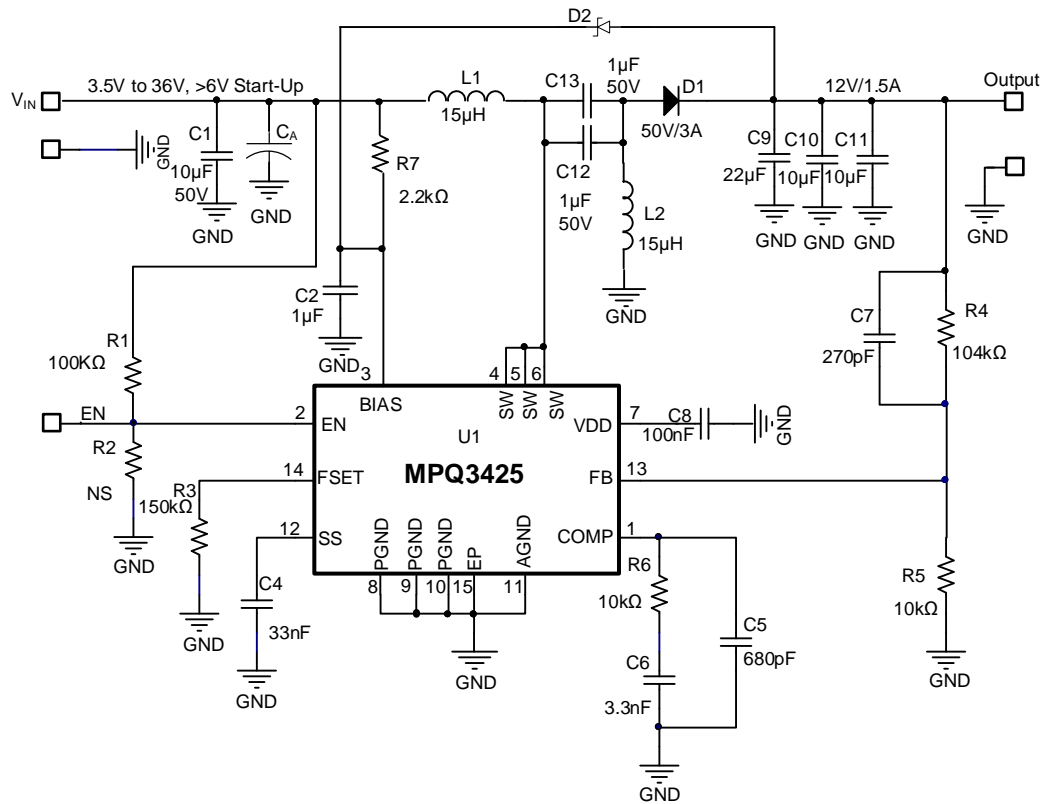 D2
V_IN
3.5V to 36V, >6V Start-Up
L1
15µH
C13
1µF
50V
D1
50V/3A
12V/1.5A
Output
GND
C1
10µF
50V
GND
C_A
GND
R7
2.2kΩ
C12
1µF
50V
L2
15µH
GND
C9
22µF
GND
C10
10µF
GND
C11
10µF
GND
GND
C2
1µF
GND
R1
100KΩ
C7
270pF
R4
104kΩ
3
4
5
6
BIAS
SW
SW
SW
EN
2
EN
U1
MPQ3425
VDD
7
C8
100nF
GND
R2
NS
GND
14
FSET
R3
150kΩ
GND
FB
13
12
SS
C4
33nF
GND
PGND
PGND
PGND
EP
AGND
8
9
10
15
11
GND
COMP
1
R6
10kΩ
C6
3.3nF
C5
680pF
GND
R5
10kΩ
GND